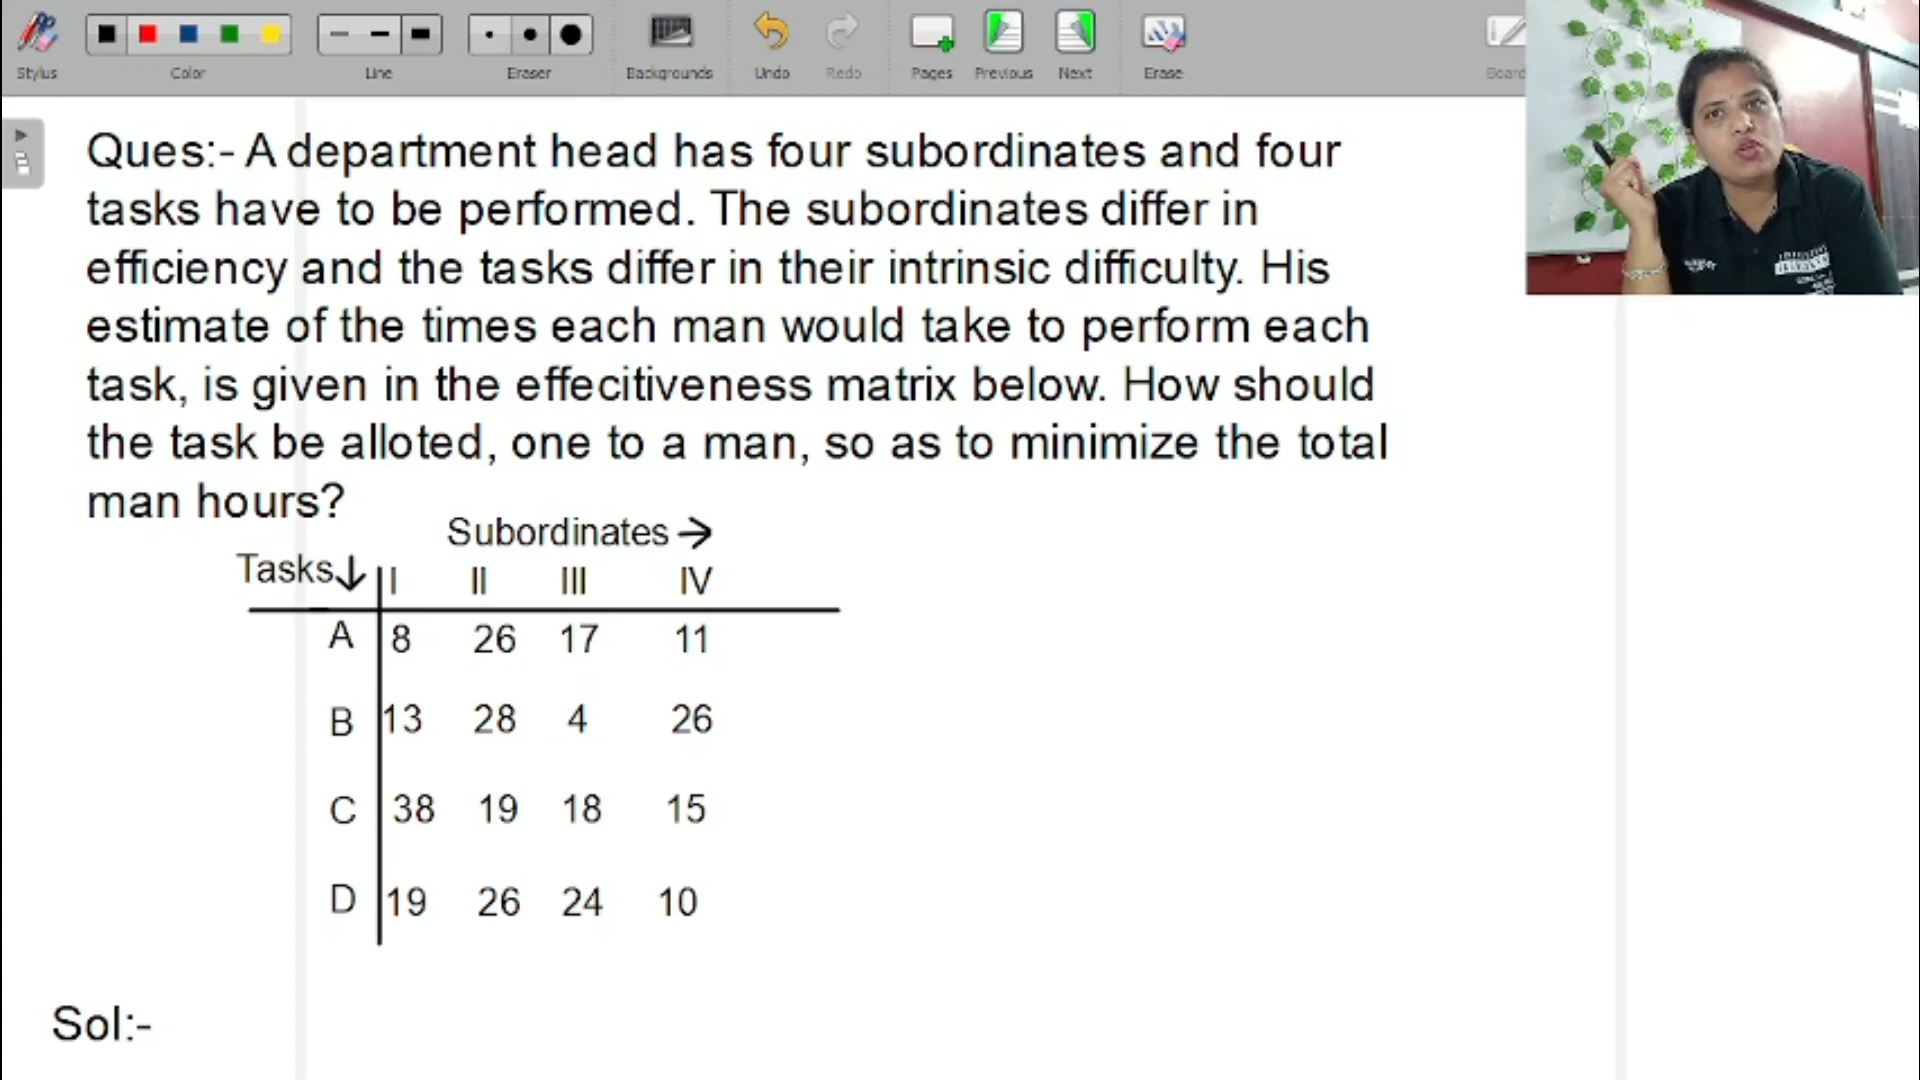 Stylus Color Line Eraser Backgrounds Undo Redo Pages Previous Next Erase Board
Ques:- A department head has four subordinates and four
tasks have to be performed. The subordinates differ in
efficiency and the tasks differ in their intrinsic difficulty. His
estimate of the times each man would take to perform each
task, is given in the effecitiveness matrix below. How should
the task be alloted, one to a man, so as to minimize the total
man hours?
Subordinates →
Tasks↓ I II III IV
A 8 26 17 11
B 13 28 4 26
C 38 19 18 15
D 19 26 24 10
Sol:-